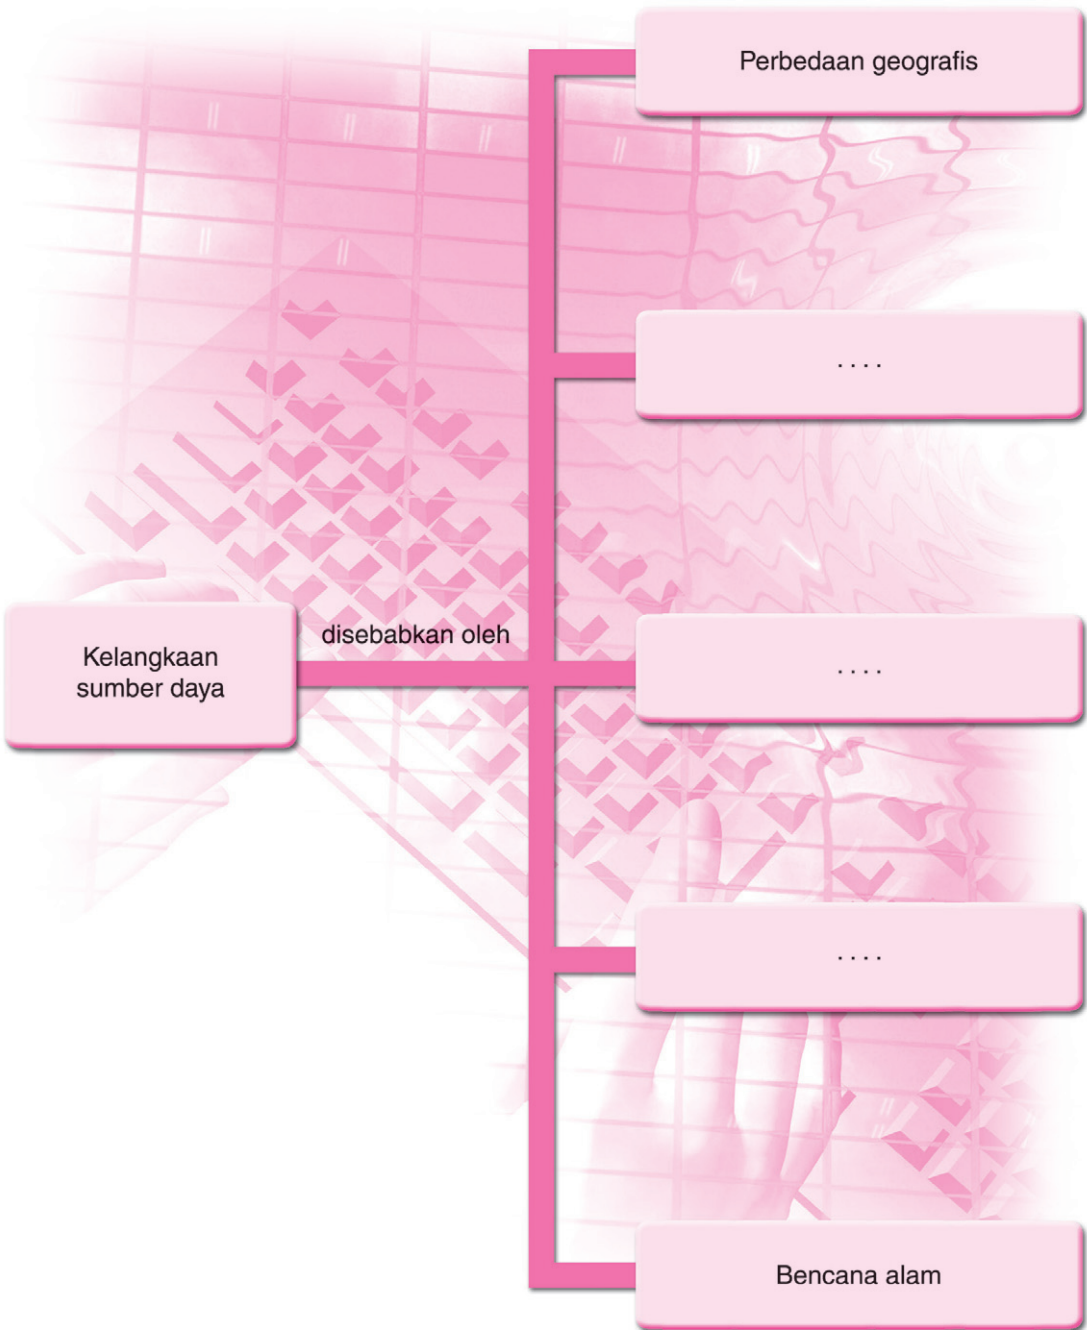 Perbedaan geografis
. . . .
disebabkan oleh
Kelangkaan
sumber daya
. . . .
. . . .
Bencana alam